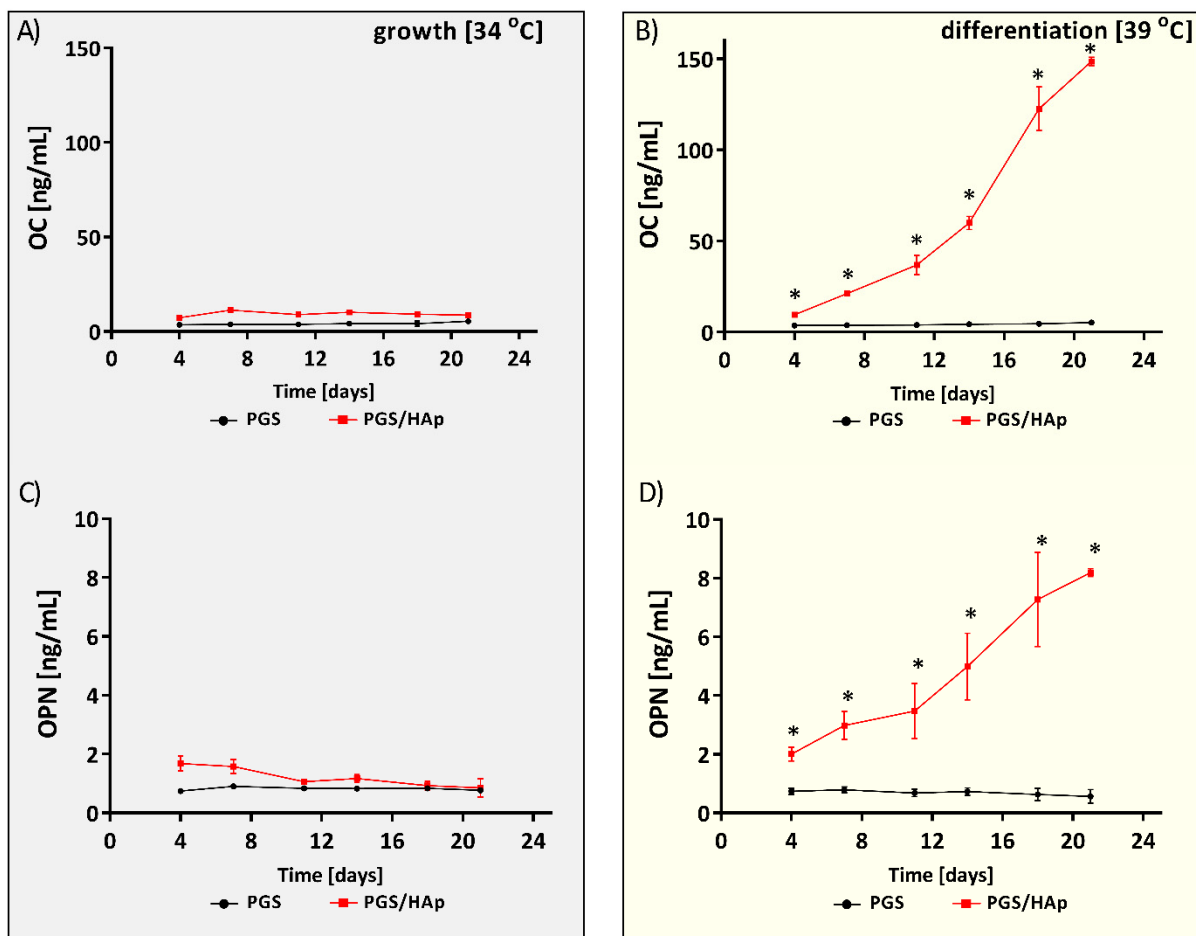 A)
growth [34 °C]
150
100
50
0
OC [ng/mL]
0 4 8 12 16 20 24
Time [days]
PGS PGS/HAp
B)
differentiation [39 °C]
150
100
50
0
OC [ng/mL]
* * * * * *
0 4 8 12 16 20 24
Time [days]
PGS PGS/HAp
C)
10
8
6
4
2
0
OPN [ng/mL]
0 4 8 12 16 20 24
Time [days]
PGS PGS/HAp
D)
10
8
6
4
2
0
OPN [ng/mL]
* * * * * *
0 4 8 12 16 20 24
Time [days]
PGS PGS/HAp